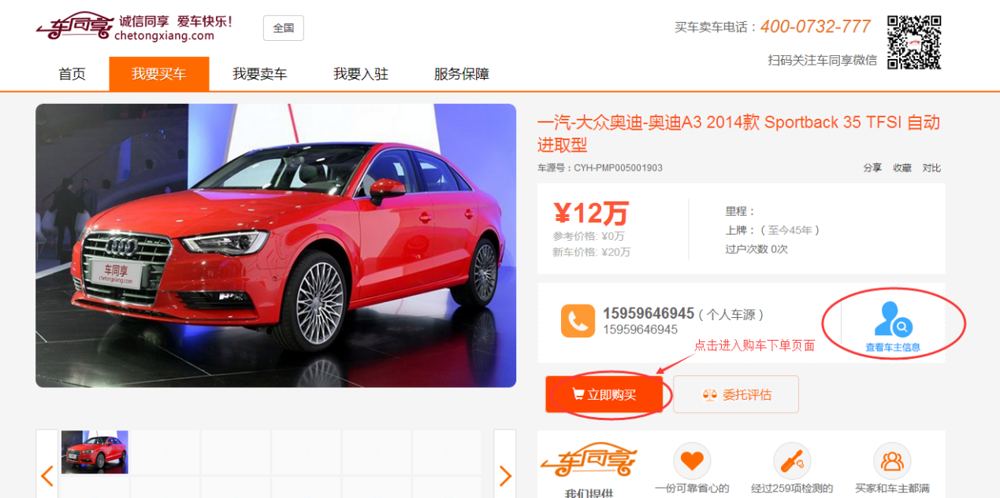 车同享 诚信同享 爱车快乐!
chetongxiang.com
全国
买车卖车电话：400-0732-777
扫码关注车同享微信
首页 我要买车 我要卖车 我要入驻 服务保障
一汽-大众奥迪-奥迪A3 2014款 Sportback 35 TFSI 自动
进取型
车源号：CYH-PMP005001903
分享 收藏 对比
¥12万
参考价格: ¥0万
新车价格: ¥20万
里程：
上牌：（至今45年）
过户次数 0次
车同享
chetongxiang.com
15959646945（个人车源）
15959646945
查看车主信息
点击进入购车下单页面
立即购买
委托评估
车同享
我们提供
一份可靠省心的
经过259项检测的
买家和车主都满